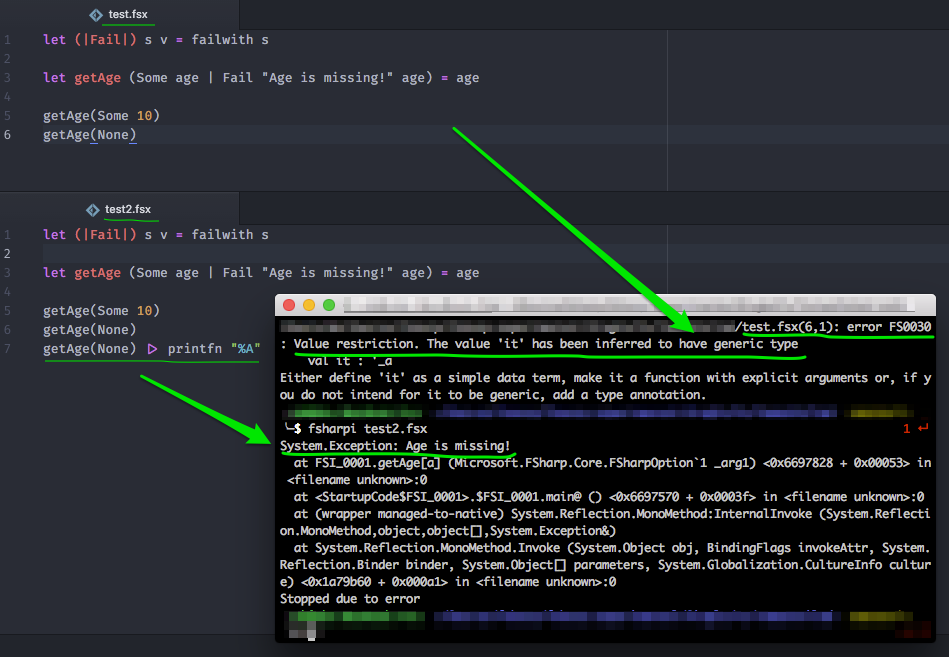 test.fsx
1 let (|Fail|) s v = failwith s
2
3 let getAge (Some age | Fail "Age is missing!" age) = age
4
5 getAge(Some 10)
6 getAge(None)
test2.fsx
1 let (|Fail|) s v = failwith s
2
3 let getAge (Some age | Fail "Age is missing!" age) = age
4
5 getAge(Some 10)
6 getAge(None)
7 getAge(None) ▷ printfn "%A"
/test.fsx(6,1): error FS0030
: Value restriction. The value 'it' has been inferred to have generic type
val it : '_a
Either define 'it' as a simple data term, make it a function with explicit arguments or, if y
ou do not intend for it to be generic, add a type annotation.
╰$ fsharpi test2.fsx 1 ↵
System.Exception: Age is missing!
at FSI_0001.getAge[a] (Microsoft.FSharp.Core.FSharpOption`1 _arg1) <0x6697828 + 0x00053> in
<filename unknown>:0
at <StartupCode$FSI_0001>.$FSI_0001.main@ () <0x6697570 + 0x0003f> in <filename unknown>:0
at (wrapper managed-to-native) System.Reflection.MonoMethod:InternalInvoke (System.Reflecti
on.MonoMethod,object,object[],System.Exception&)
at System.Reflection.MonoMethod.Invoke (System.Object obj, BindingFlags invokeAttr, System.
Reflection.Binder binder, System.Object[] parameters, System.Globalization.CultureInfo cultur
e) <0x1a79b60 + 0x000a1> in <filename unknown>:0
Stopped due to error